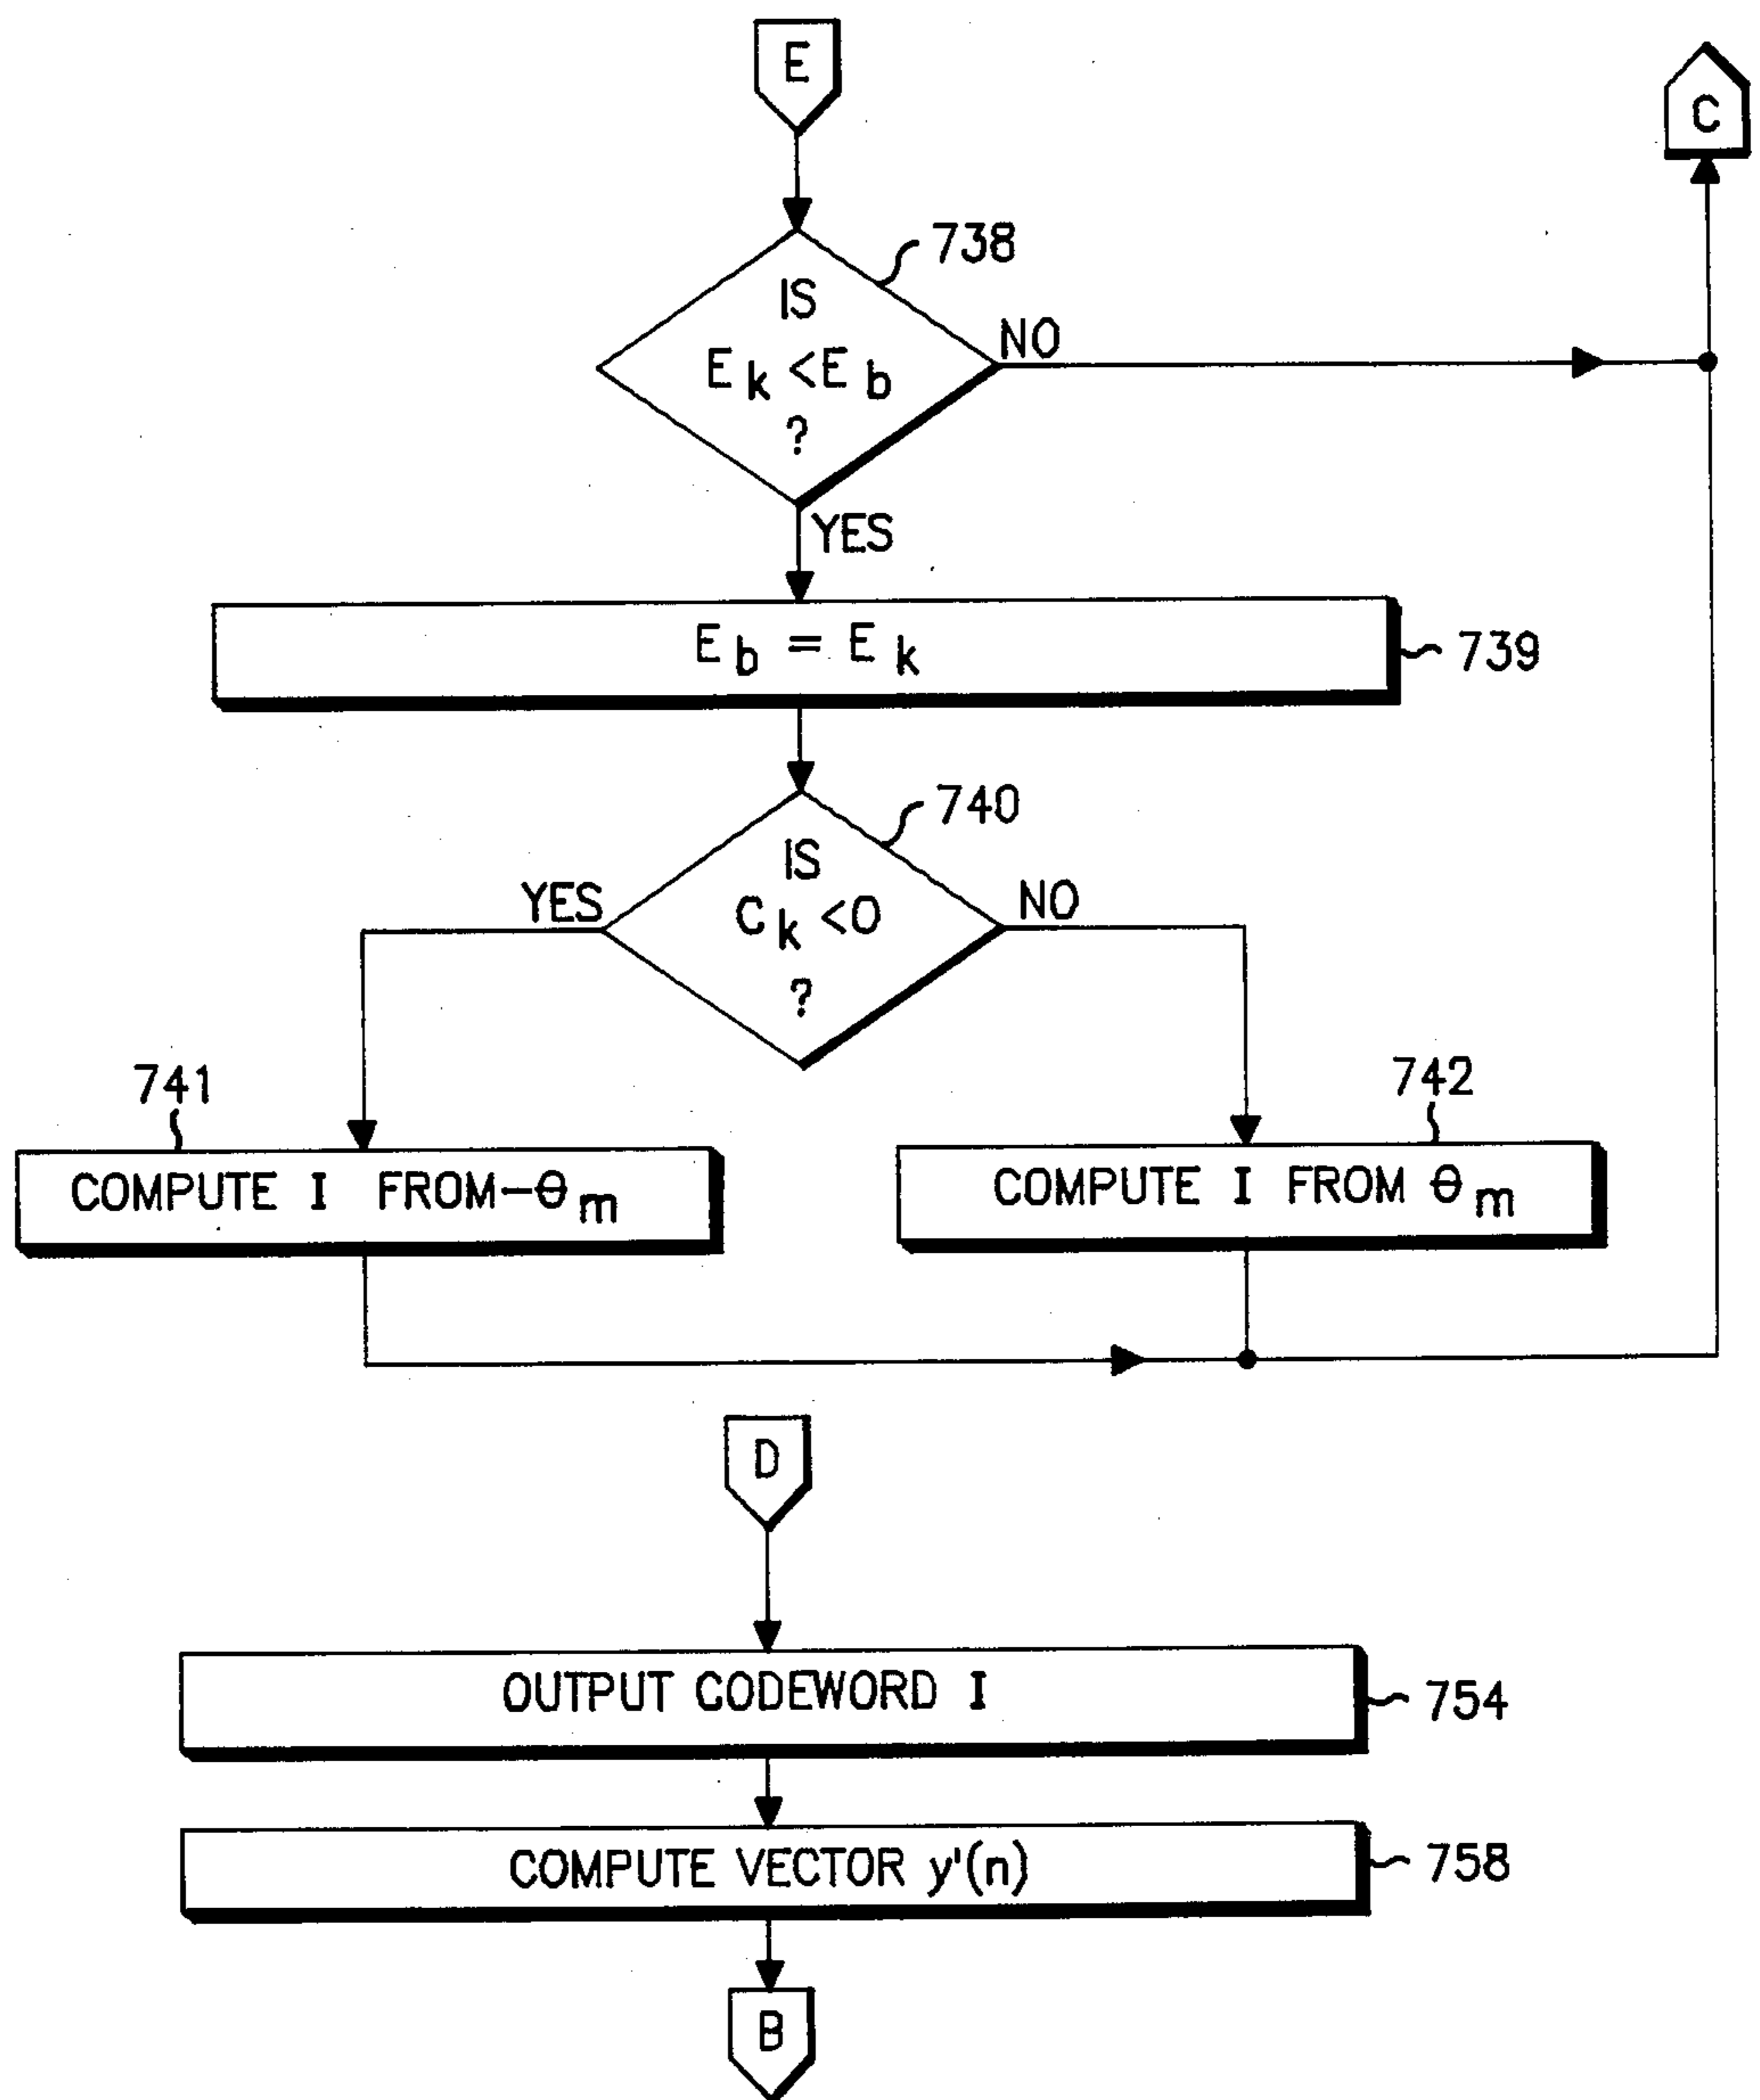 E
C
738
IS
E k < E b
?
NO
YES
E b = E k
739
740
IS
C k < 0
?
YES
NO
741
742
COMPUTE I FROM -θ m
COMPUTE I FROM θ m
D
OUTPUT CODEWORD I
754
COMPUTE VECTOR y'(n)
758
B